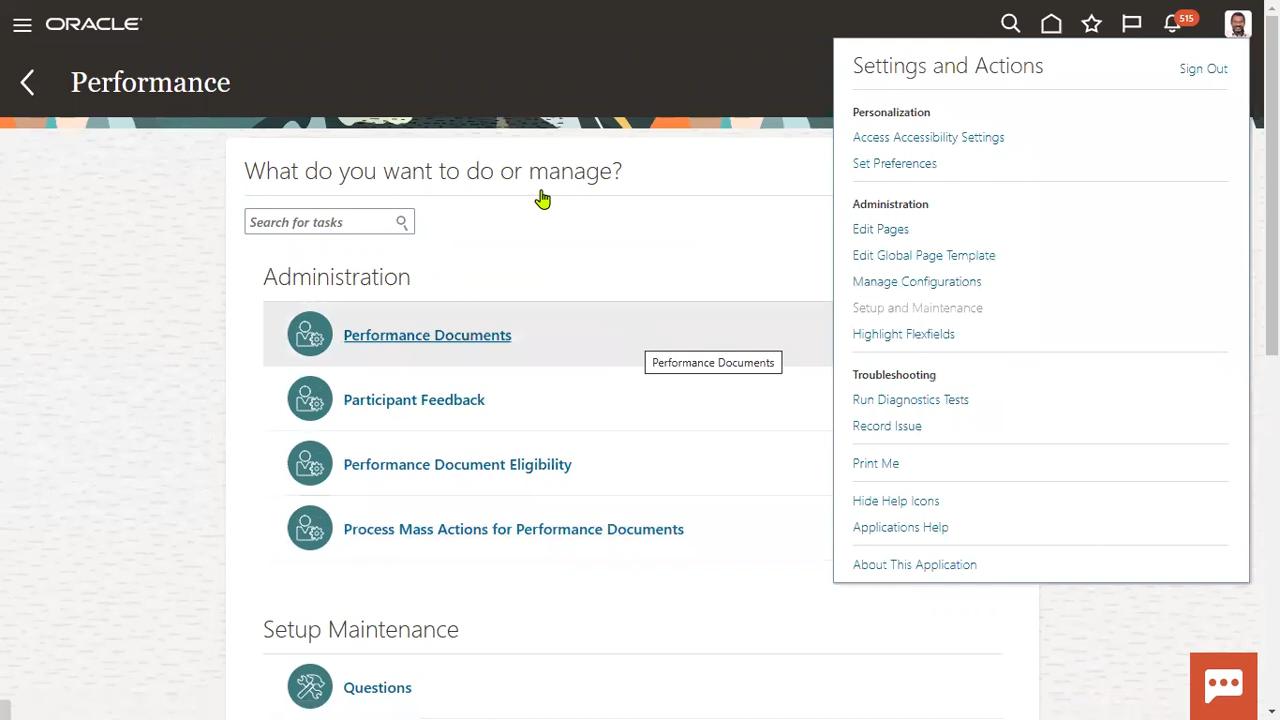 ORACLE
515
Performance
Settings and Actions
Sign Out
Personalization
Access Accessibility Settings
Set Preferences
Administration
Edit Pages
Edit Global Page Template
Manage Configurations
Setup and Maintenance
Highlight Flexfields
Troubleshooting
Run Diagnostics Tests
Record Issue
Print Me
Hide Help Icons
Applications Help
About This Application
What do you want to do or manage?
Search for tasks
Administration
Performance Documents
Performance Documents
Participant Feedback
Performance Document Eligibility
Process Mass Actions for Performance Documents
Setup Maintenance
Questions